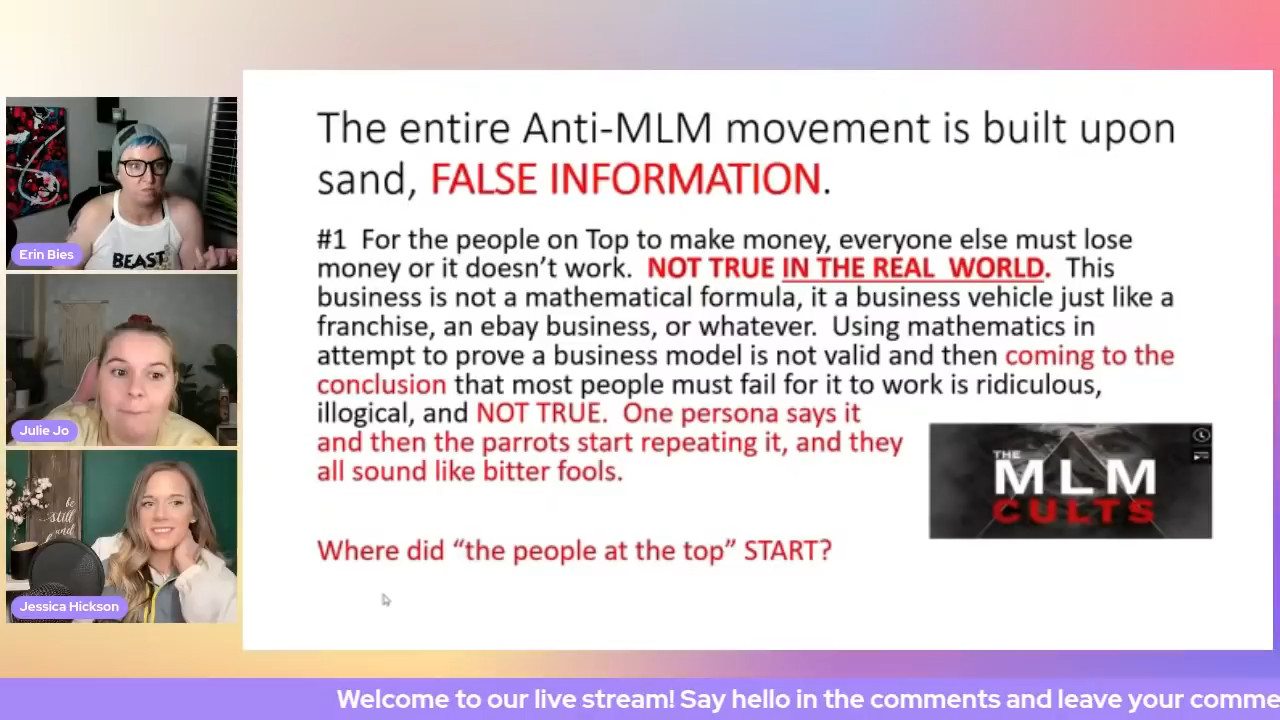 The entire Anti-MLM movement is built upon
sand, FALSE INFORMATION.
#1 For the people on Top to make money, everyone else must lose
money or it doesn’t work. NOT TRUE IN THE REAL WORLD. This
business is not a mathematical formula, it a business vehicle just like a
franchise, an ebay business, or whatever. Using mathematics in
attempt to prove a business model is not valid and then coming to the
conclusion that most people must fail for it to work is ridiculous,
illogical, and NOT TRUE. One persona says it
and then the parrots start repeating it, and they
all sound like bitter fools.
THE
MLM
CULTS
Where did “the people at the top” START?
BEAST
Erin Bies
Julie Jo
be
still
and
Jessica Hickson
Welcome to our live stream! Say hello in the comments and leave your comme